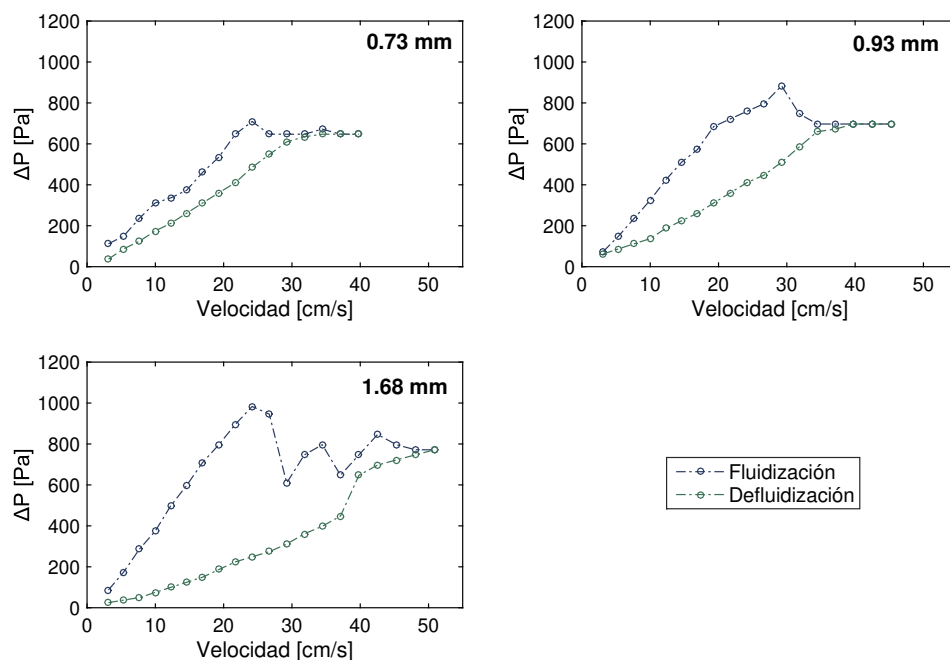 0.73 mm
1200
1000
800
600
400
200
0
ΔP [Pa]
0 10 20 30 40 50
Velocidad [cm/s]
0.93 mm
1200
1000
800
600
400
200
0
ΔP [Pa]
0 10 20 30 40 50
Velocidad [cm/s]
1.68 mm
1200
1000
800
600
400
200
0
ΔP [Pa]
0 10 20 30 40 50
Velocidad [cm/s]
Fluidización
Defluidización